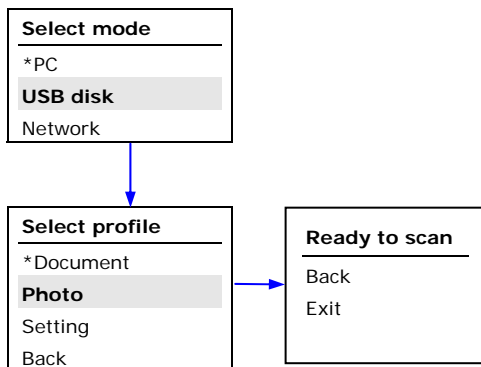 Select mode
*PC
USB disk
Network
Select profile
*Document
Photo
Setting
Back
Ready to scan
Back
Exit